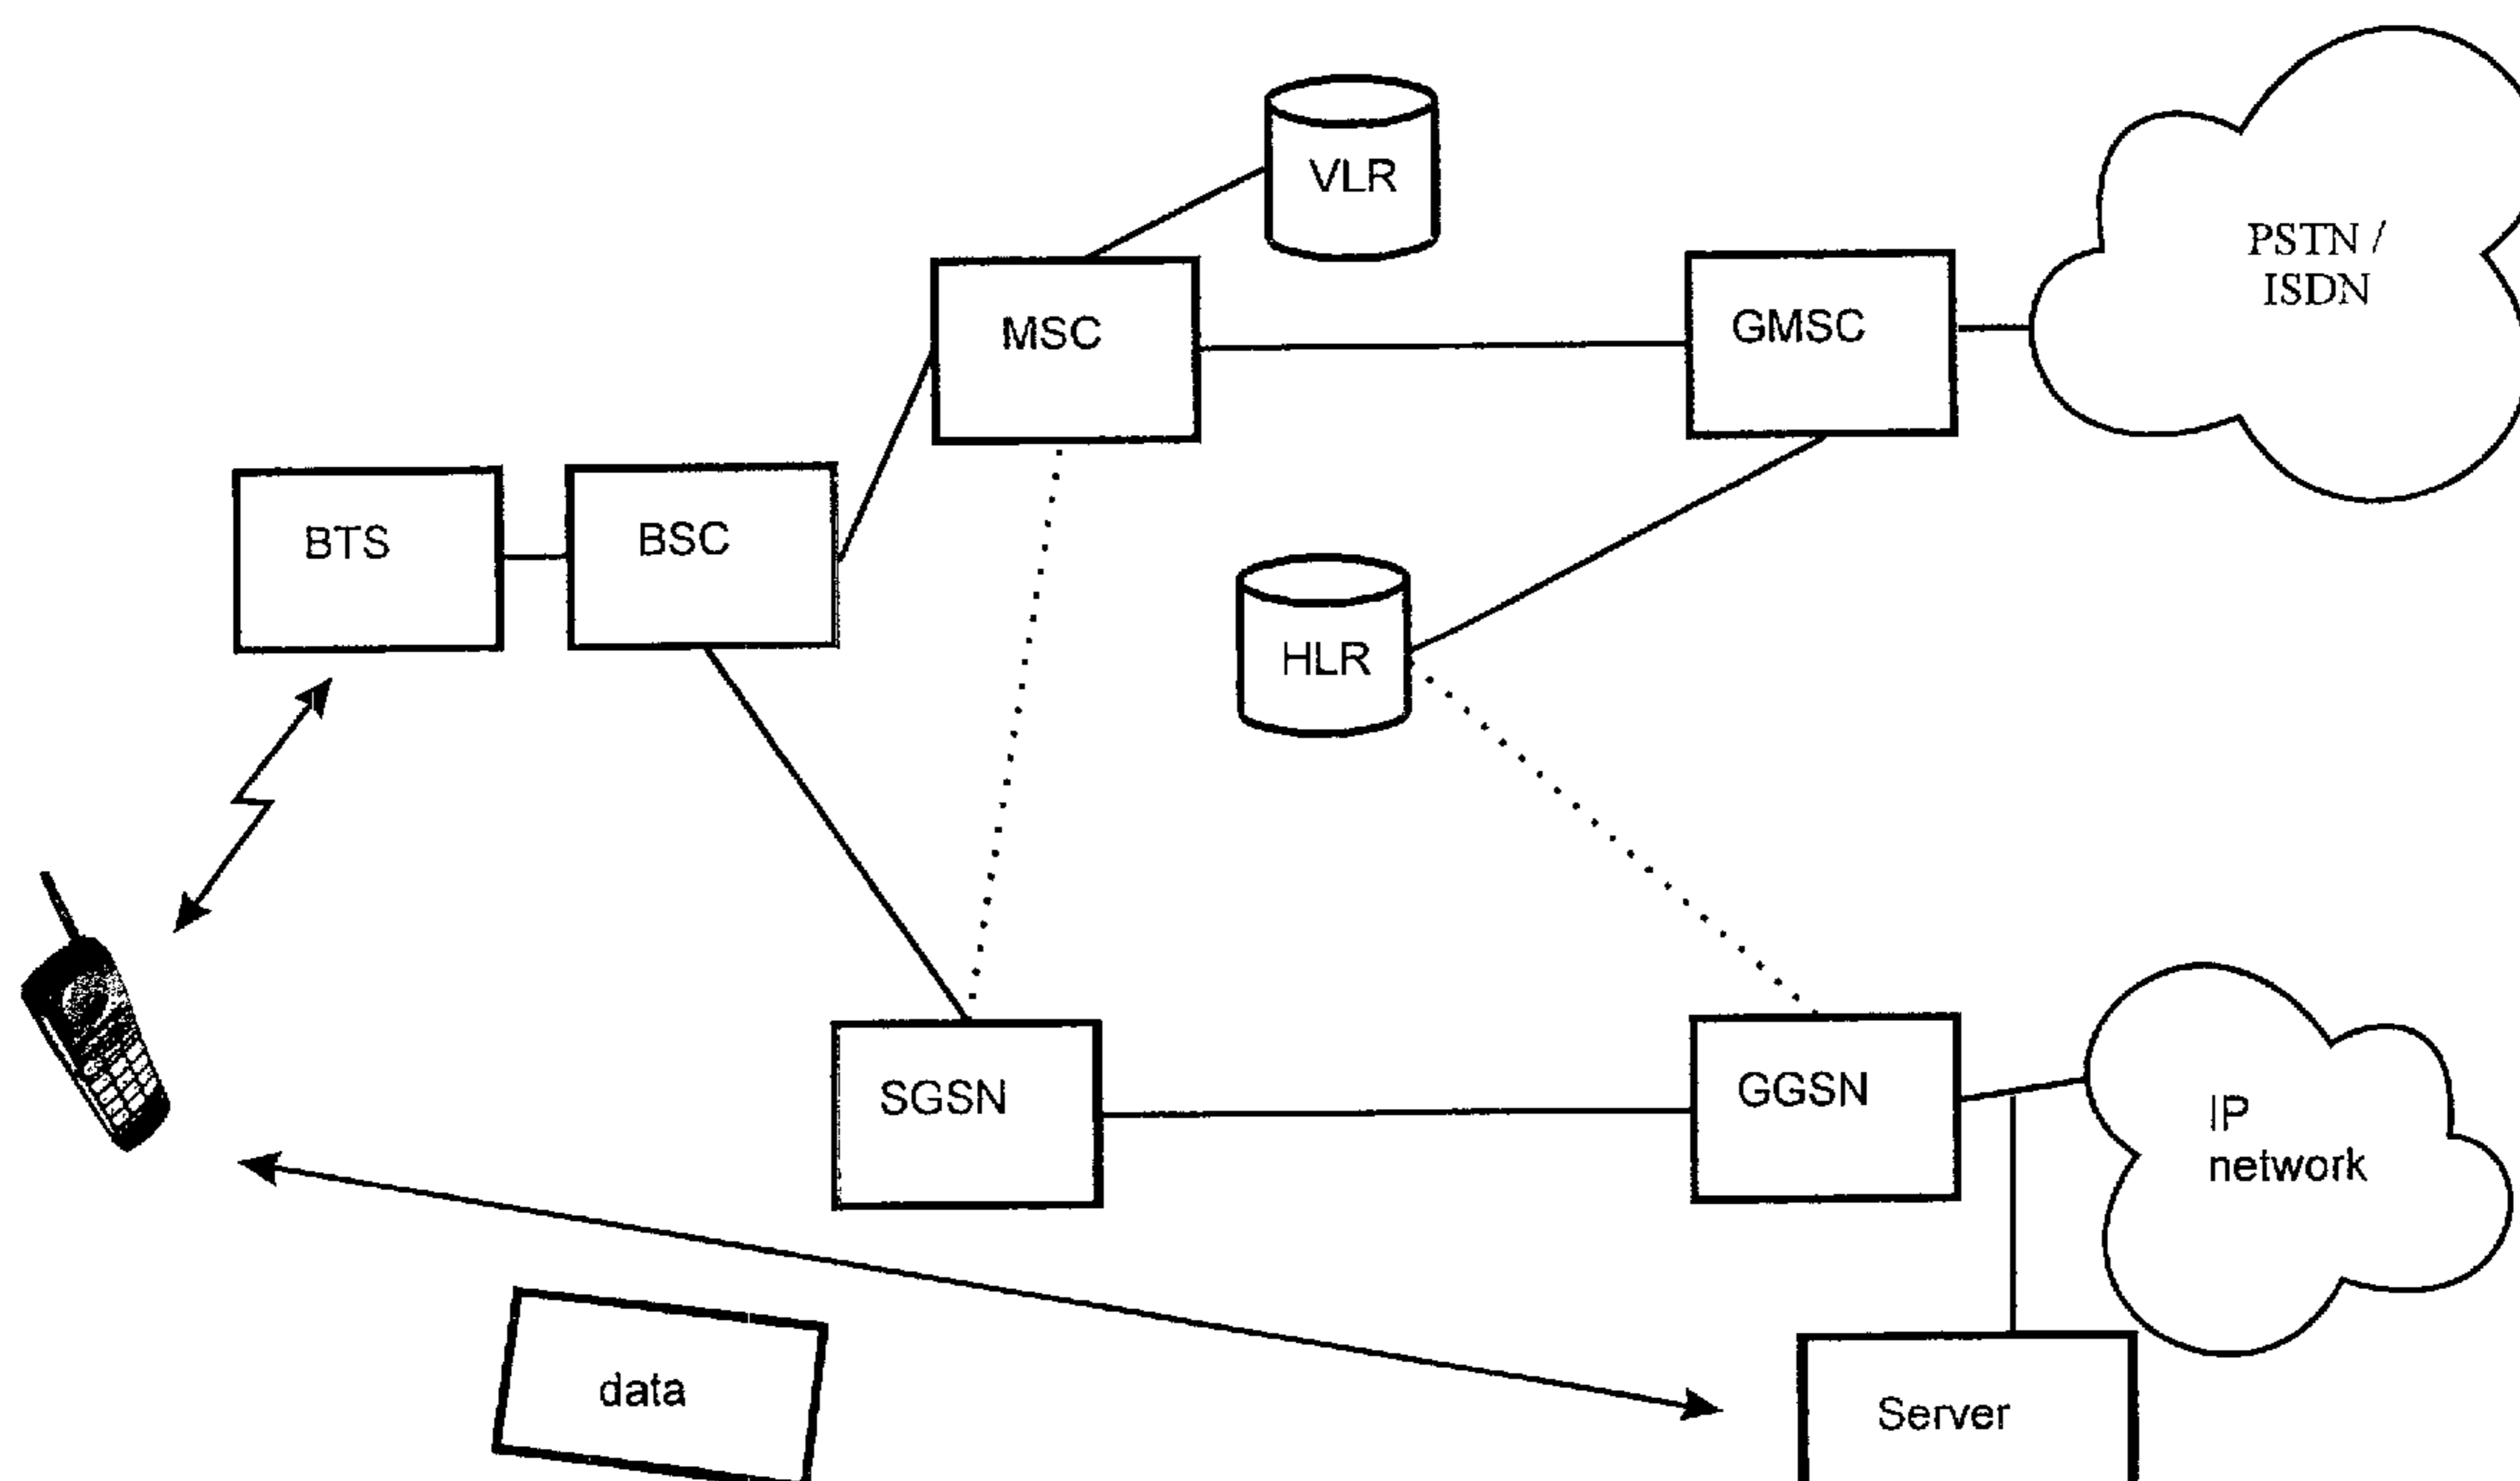 VLR
PSTN /
ISDN
MSC
GMSC
BTS
BSC
HLR
SGSN
GGSN
IP
network
data
Server